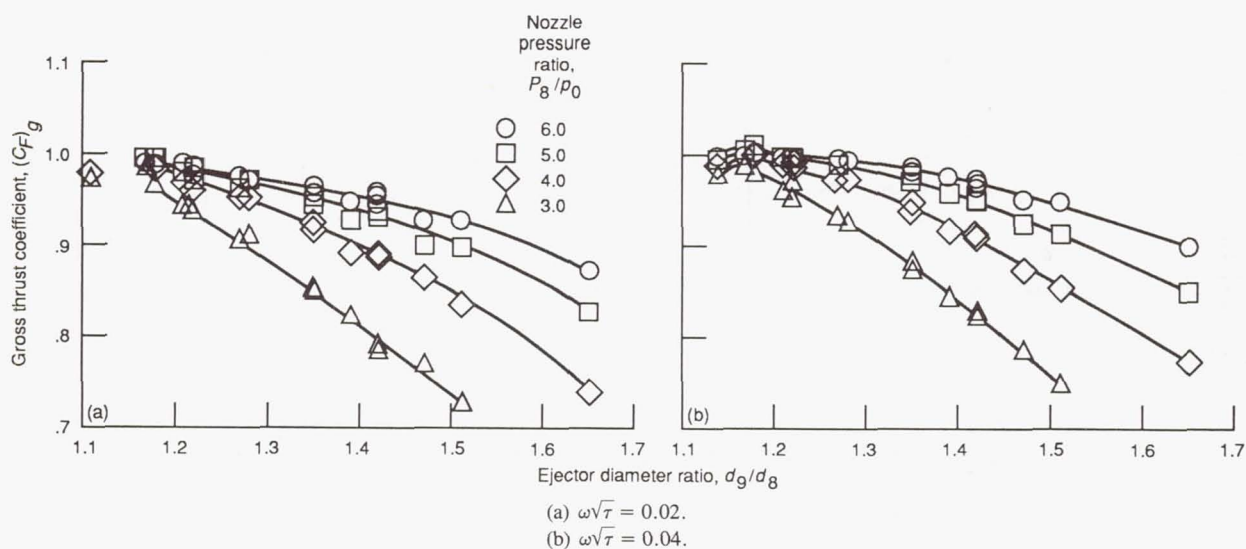 Nozzle
pressure
ratio,
P8/p0
6.0
5.0
4.0
3.0
Gross thrust coefficient, (CF)g
1.1
1.0
.9
.8
.7
(a)
1.1 1.2 1.3 1.4 1.5 1.6 1.7
(b)
1.1 1.2 1.3 1.4 1.5 1.6 1.7
Ejector diameter ratio, d9/d8
(a) ω√τ = 0.02.
(b) ω√τ = 0.04.